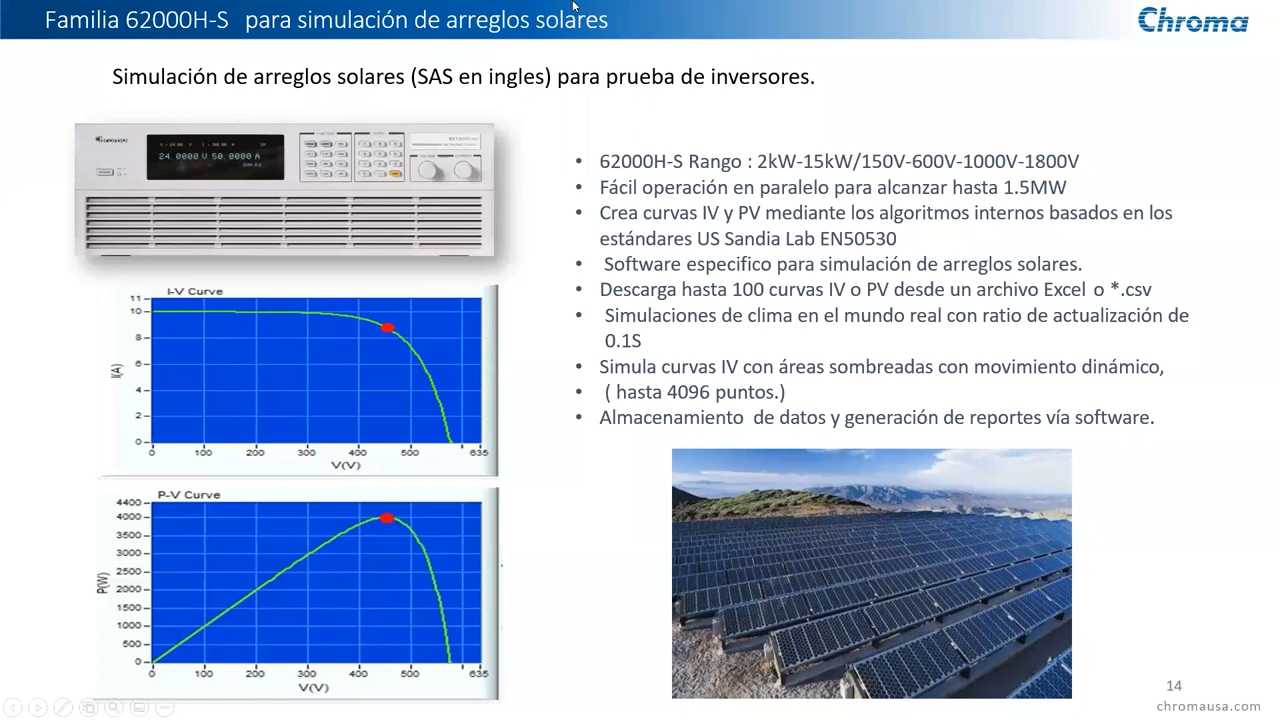 Familia 62000H-S para simulación de arreglos solares
Chroma
Simulación de arreglos solares (SAS en ingles) para prueba de inversores.
24.0000 V 50.0000 A
• 62000H-S Rango : 2kW-15kW/150V-600V-1000V-1800V
• Fácil operación en paralelo para alcanzar hasta 1.5MW
• Crea curvas IV y PV mediante los algoritmos internos basados en los
estándares US Sandia Lab EN50530
• Software especifico para simulación de arreglos solares.
• Descarga hasta 100 curvas IV o PV desde un archivo Excel o *.csv
• Simulaciones de clima en el mundo real con ratio de actualización de
0.1S
• Simula curvas IV con áreas sombreadas con movimiento dinámico,
• ( hasta 4096 puntos.)
• Almacenamiento de datos y generación de reportes vía software.
I-V Curve
I(A)
11
10
8
6
4
2
0
0 100 200 300 400 500 635
V(V)
P-V Curve
P(W)
4400
4000
3500
3000
2500
2000
1500
1000
500
0
0 100 200 300 400 500 635
V(V)
14
chromausa.com